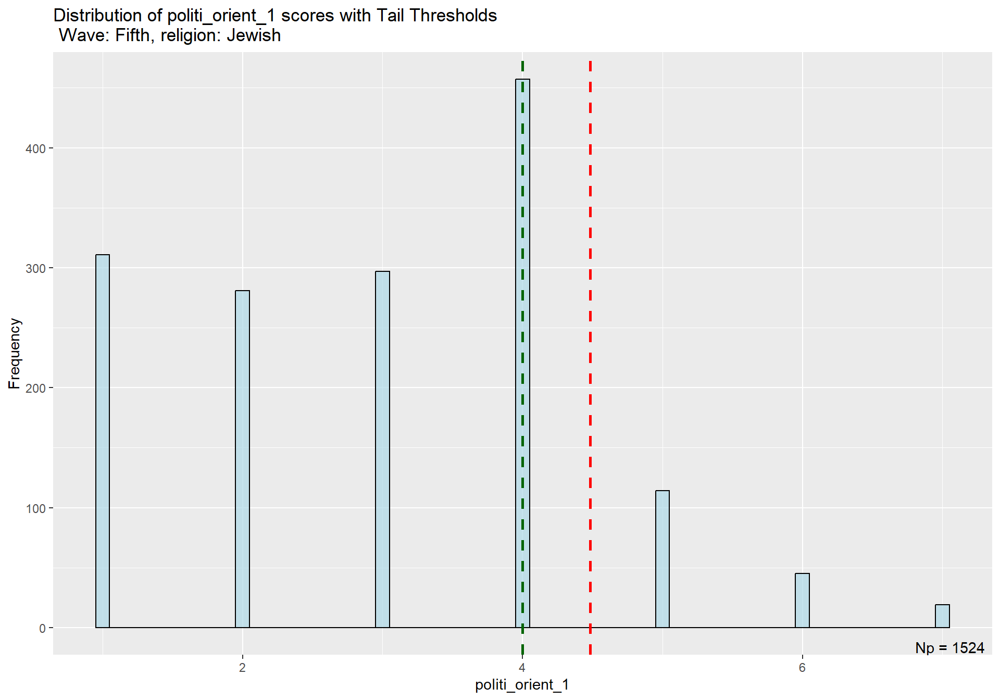 Distribution of politi_orient_1 scores with Tail Thresholds
Wave: Fifth, religion: Jewish
Frequency
400
300
200
100
0
Np = 1524
2 4 6
politi_orient_1